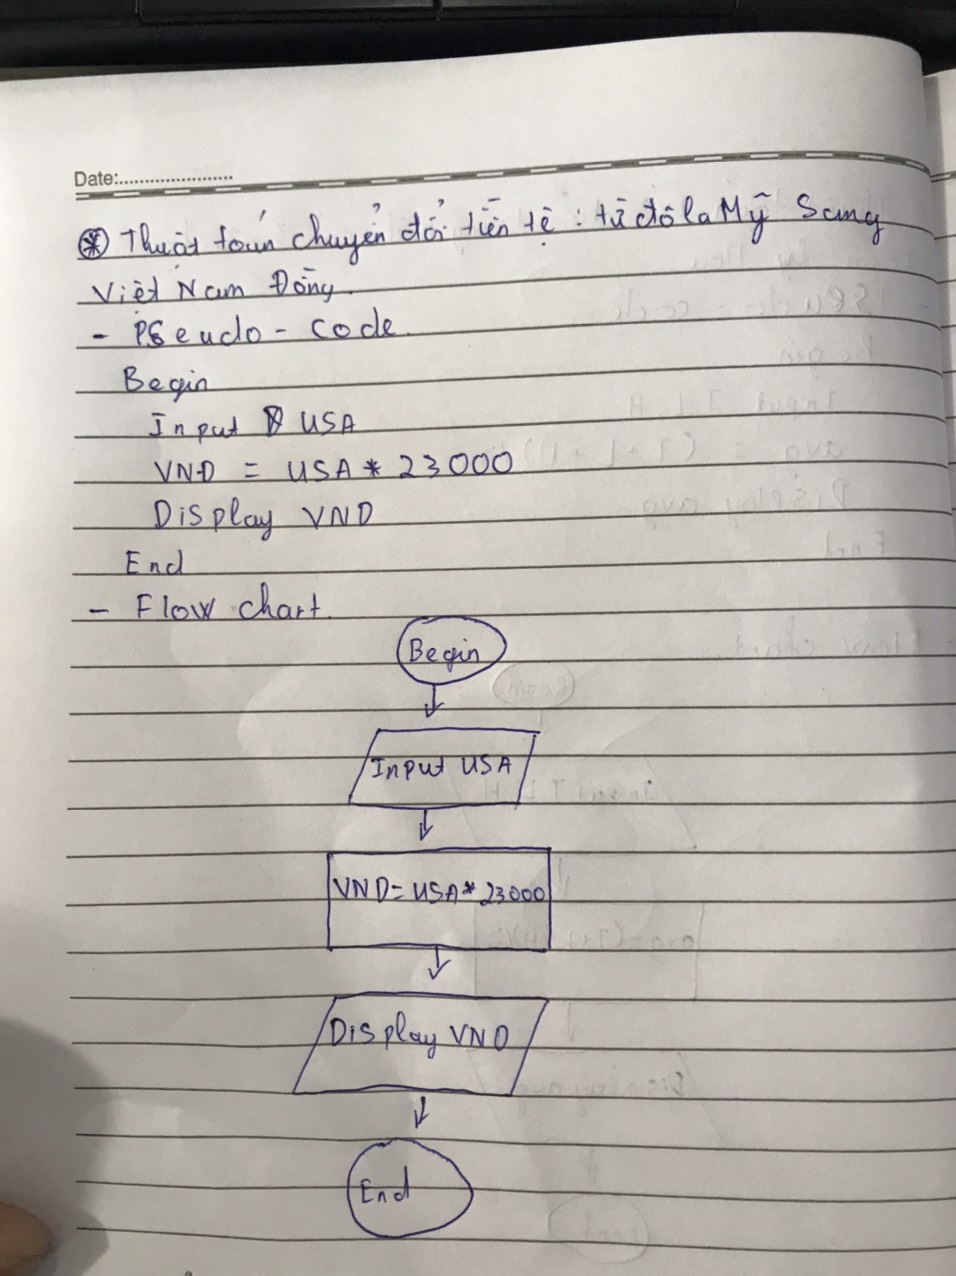 Date:
Thuật toán chuyển đổi tiền tệ : từ đô la Mỹ Sang
Việt Nam Đồng.
- PSeudo - code.
Begin
Input USA
VNĐ = USA * 23000
Display VND
End
- Flow chart.
Begin
Input USA
VND = USA * 23000
Display VND
End